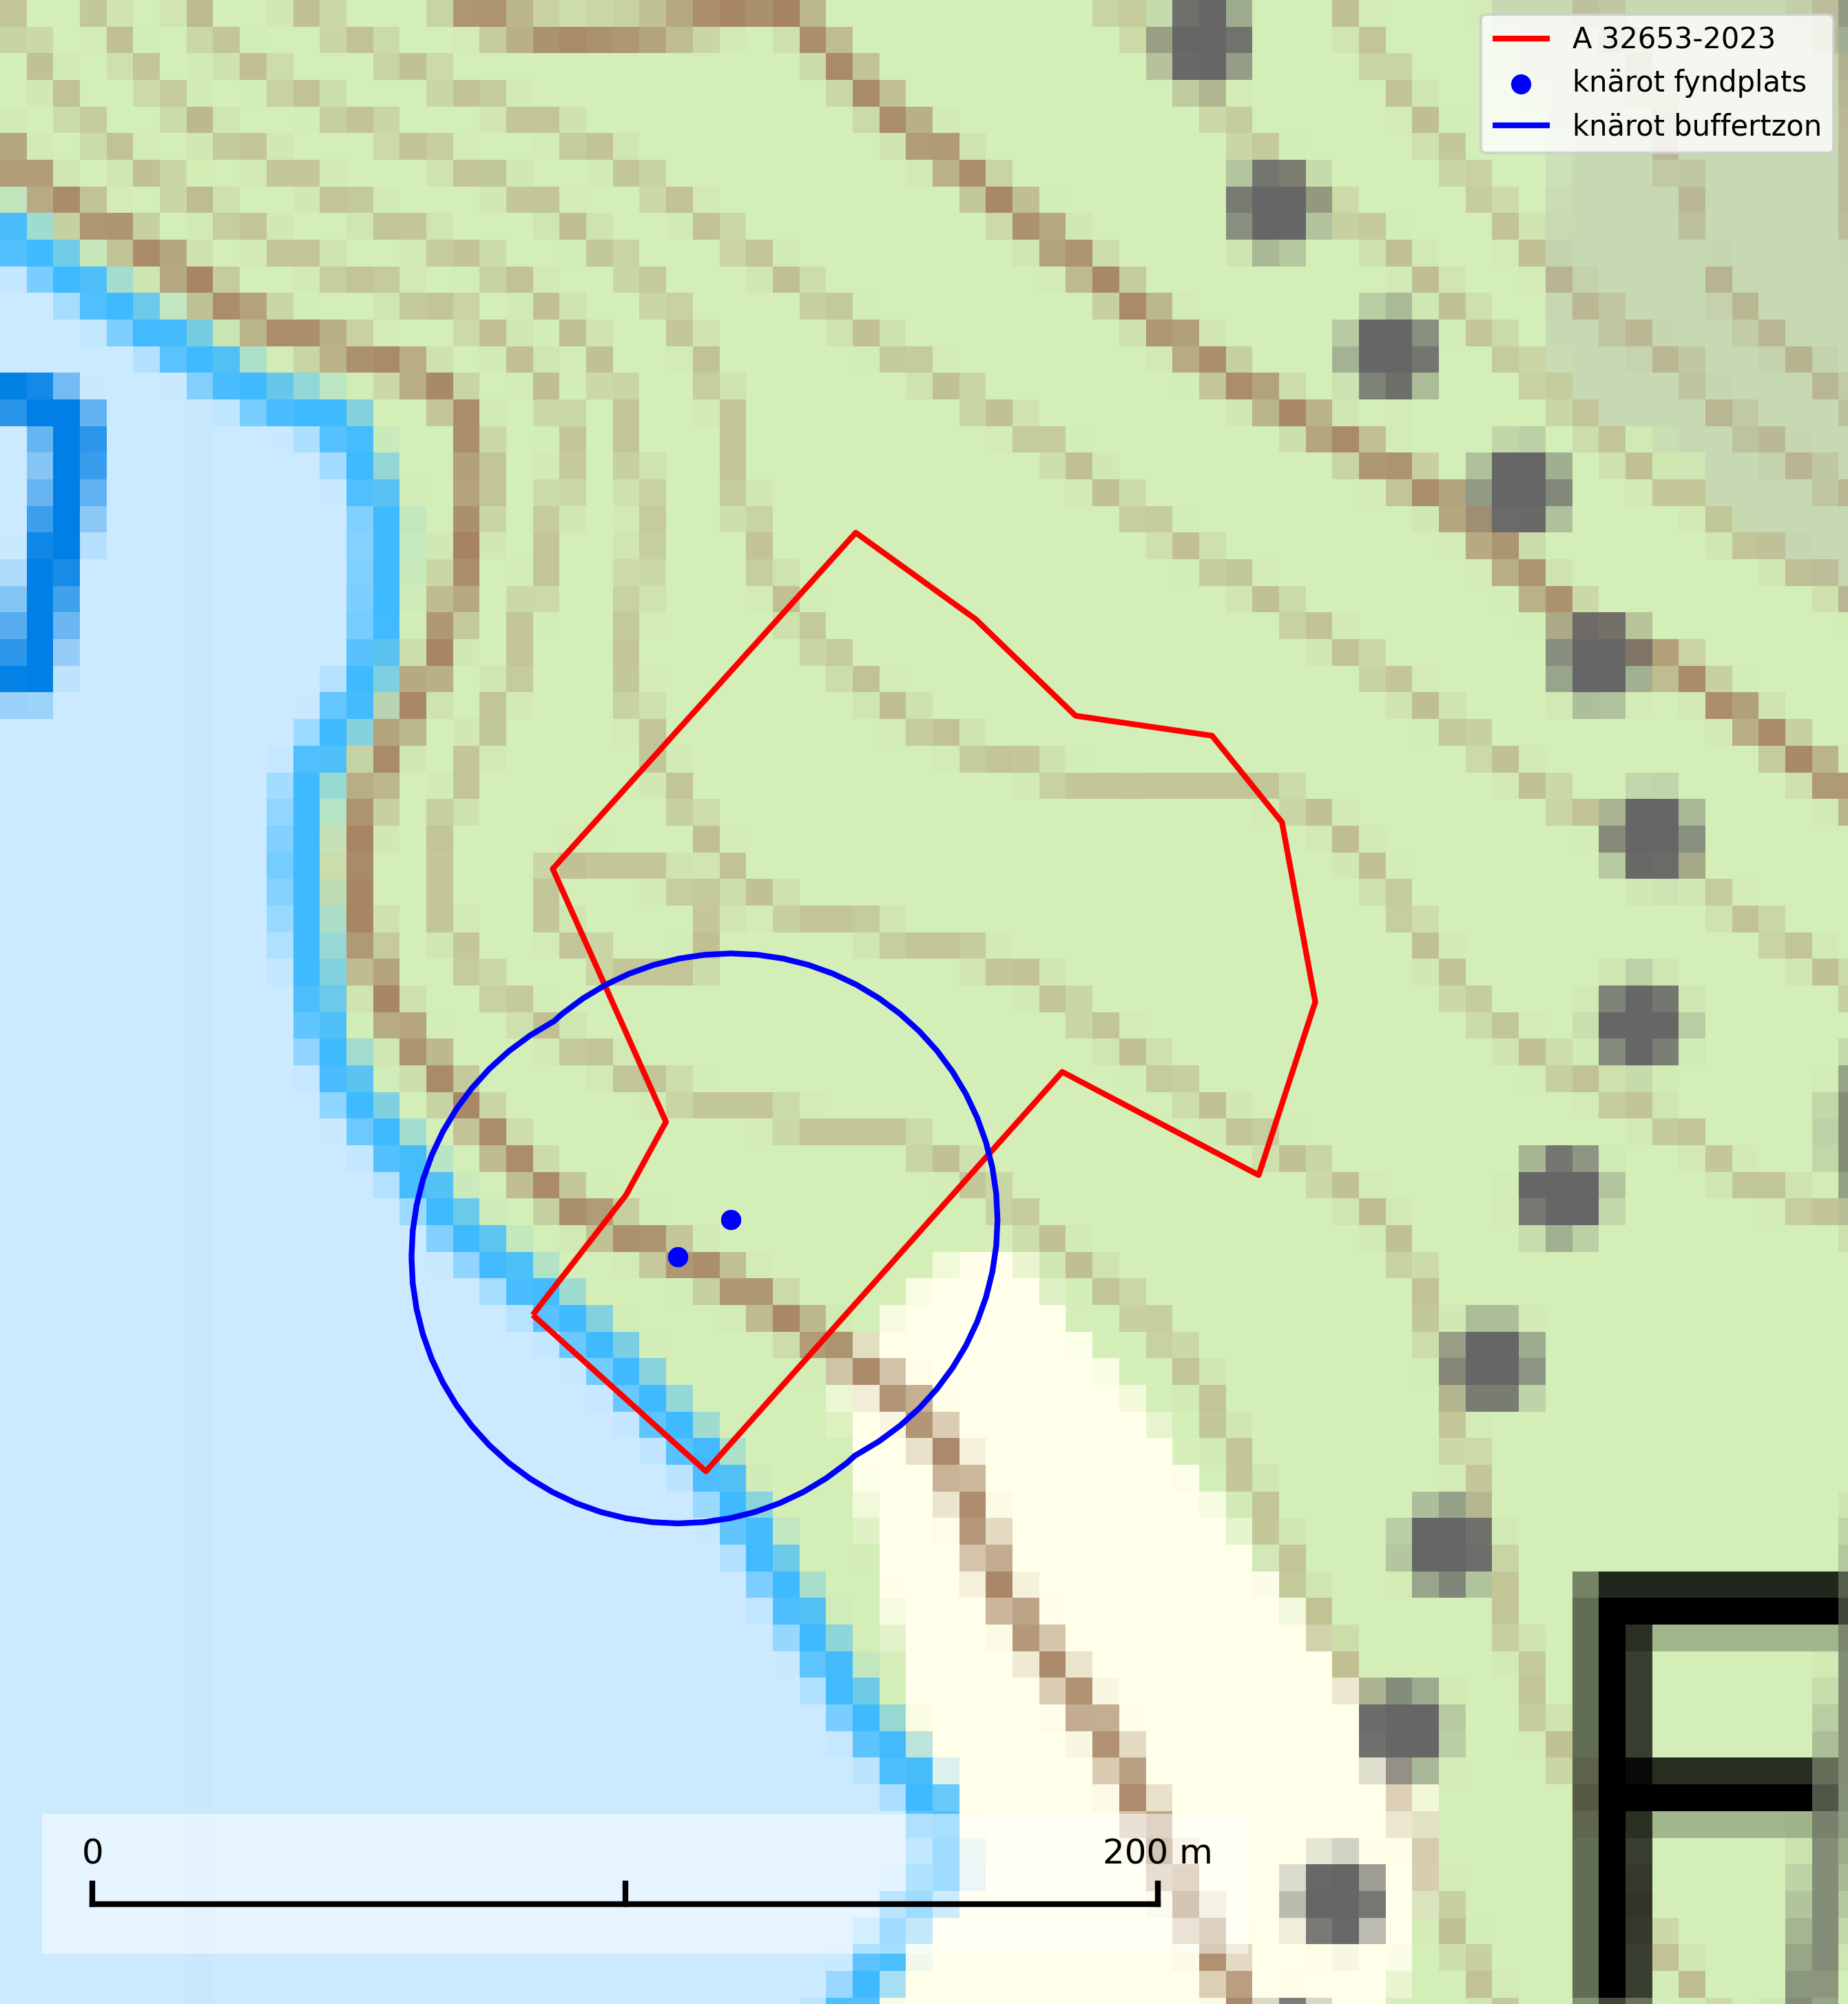 A 32653-2023
knärot fyndplats
knärot buffertzon
0
200 m